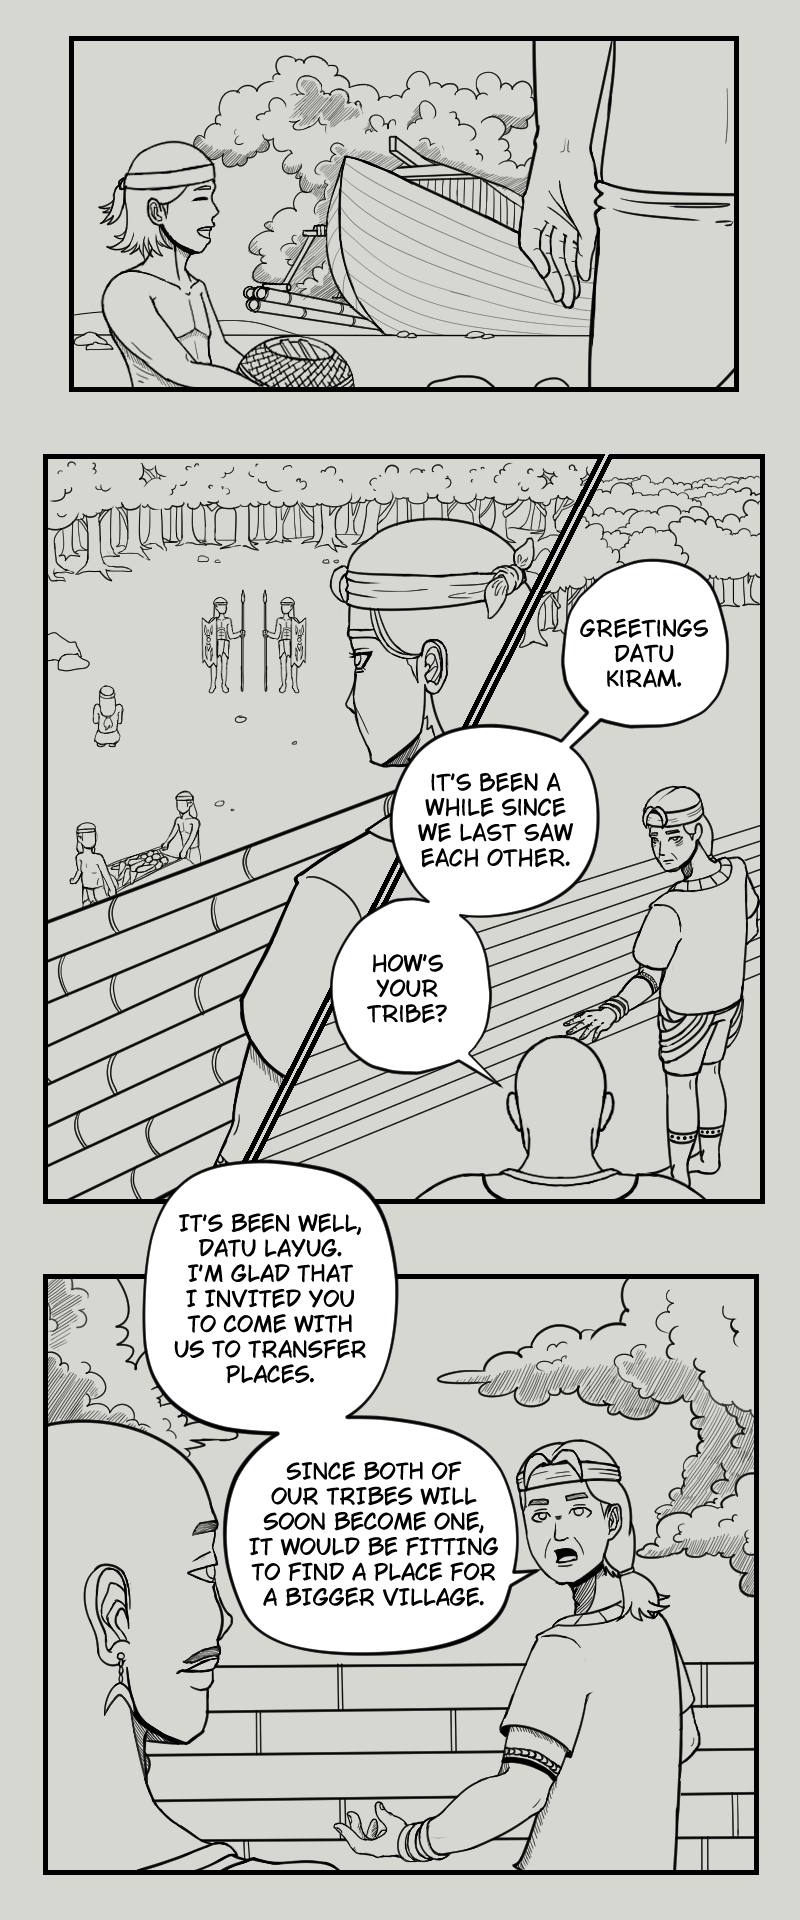 GREETINGS
DATU
KIRAM.
IT'S BEEN A
WHILE SINCE
WE LAST SAW
EACH OTHER.
HOW'S
YOUR
TRIBE?
IT'S BEEN WELL,
DATU LAYUG.
I'M GLAD THAT
I INVITED YOU
TO COME WITH
US TO TRANSFER
PLACES.
SINCE BOTH OF
OUR TRIBES WILL
SOON BECOME ONE,
IT WOULD BE FITTING
TO FIND A PLACE FOR
A BIGGER VILLAGE.